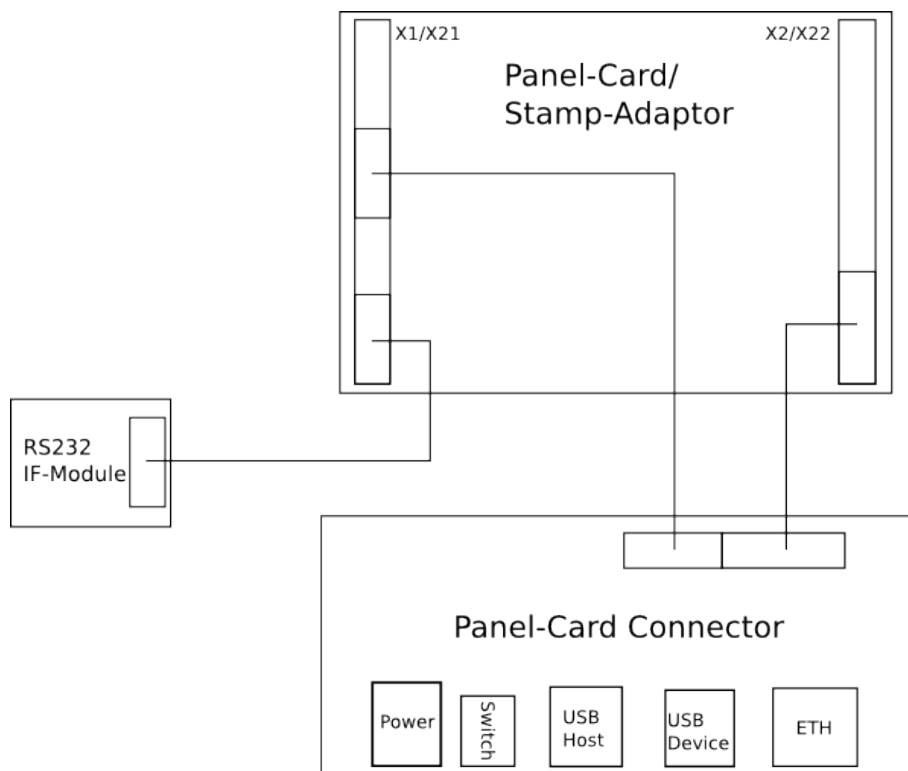 X1/X21
X2/X22
Panel-Card/
Stamp-Adaptor
RS232
IF-Module
Panel-Card Connector
Power
Switch
USB
Host
USB
Device
ETH